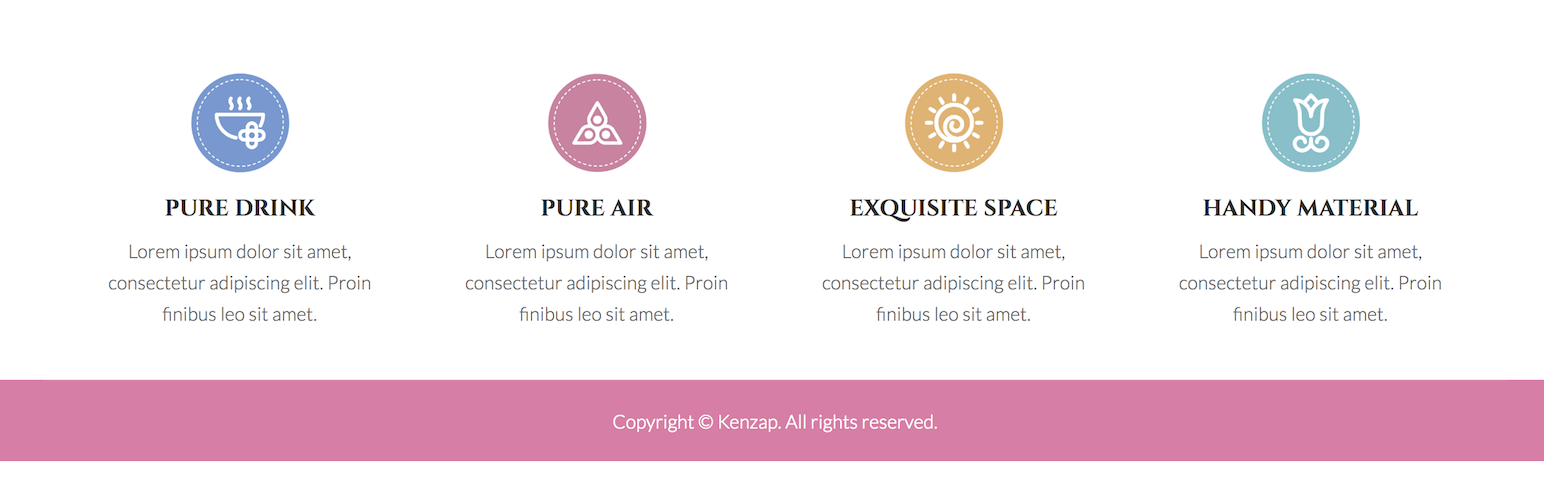 PURE DRINK
Lorem ipsum dolor sit amet,
consectetur adipiscing elit. Proin
finibus leo sit amet.
PURE AIR
Lorem ipsum dolor sit amet,
consectetur adipiscing elit. Proin
finibus leo sit amet.
EXQUISITE SPACE
Lorem ipsum dolor sit amet,
consectetur adipiscing elit. Proin
finibus leo sit amet.
HANDY MATERIAL
Lorem ipsum dolor sit amet,
consectetur adipiscing elit. Proin
finibus leo sit amet.
Copyright © Kenzap. All rights reserved.